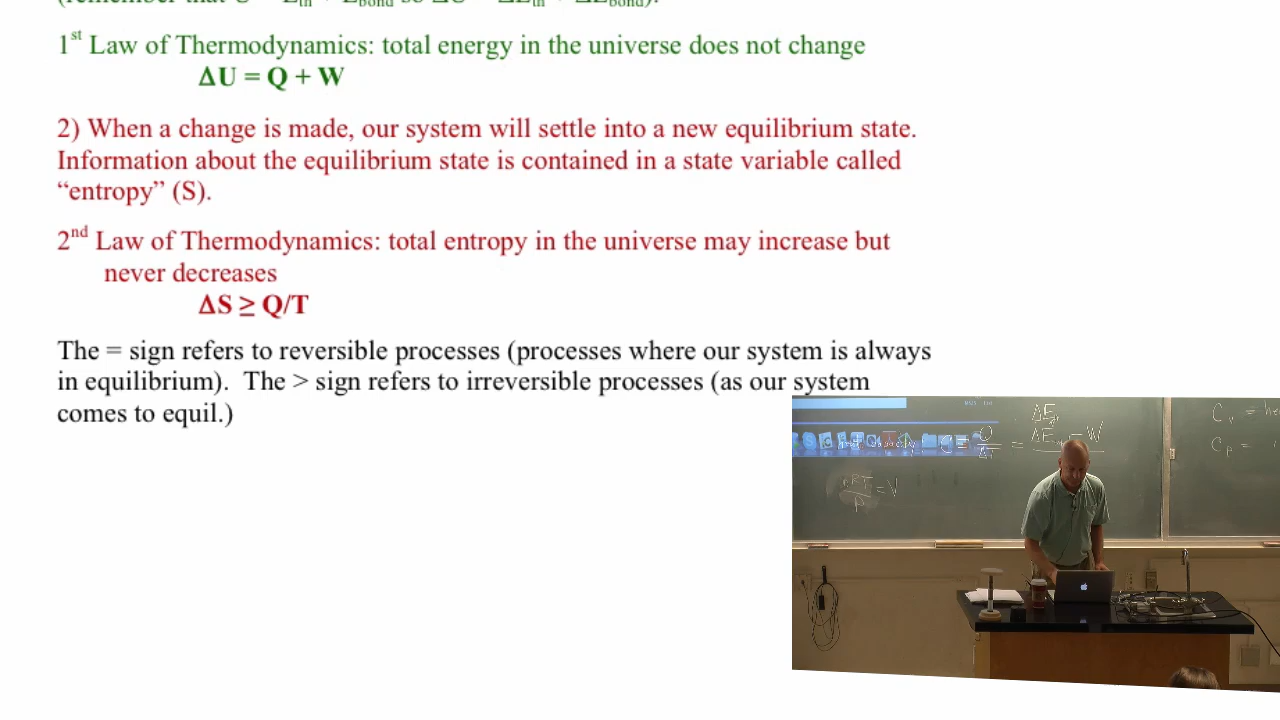 1st Law of Thermodynamics: total energy in the universe does not change
ΔU = Q + W
2) When a change is made, our system will settle into a new equilibrium state.
Information about the equilibrium state is contained in a state variable called
“entropy” (S).
2nd Law of Thermodynamics: total entropy in the universe may increase but
never decreases
ΔS ≥ Q/T
The = sign refers to reversible processes (processes where our system is always
in equilibrium).  The > sign refers to irreversible processes (as our system
comes to equil.)